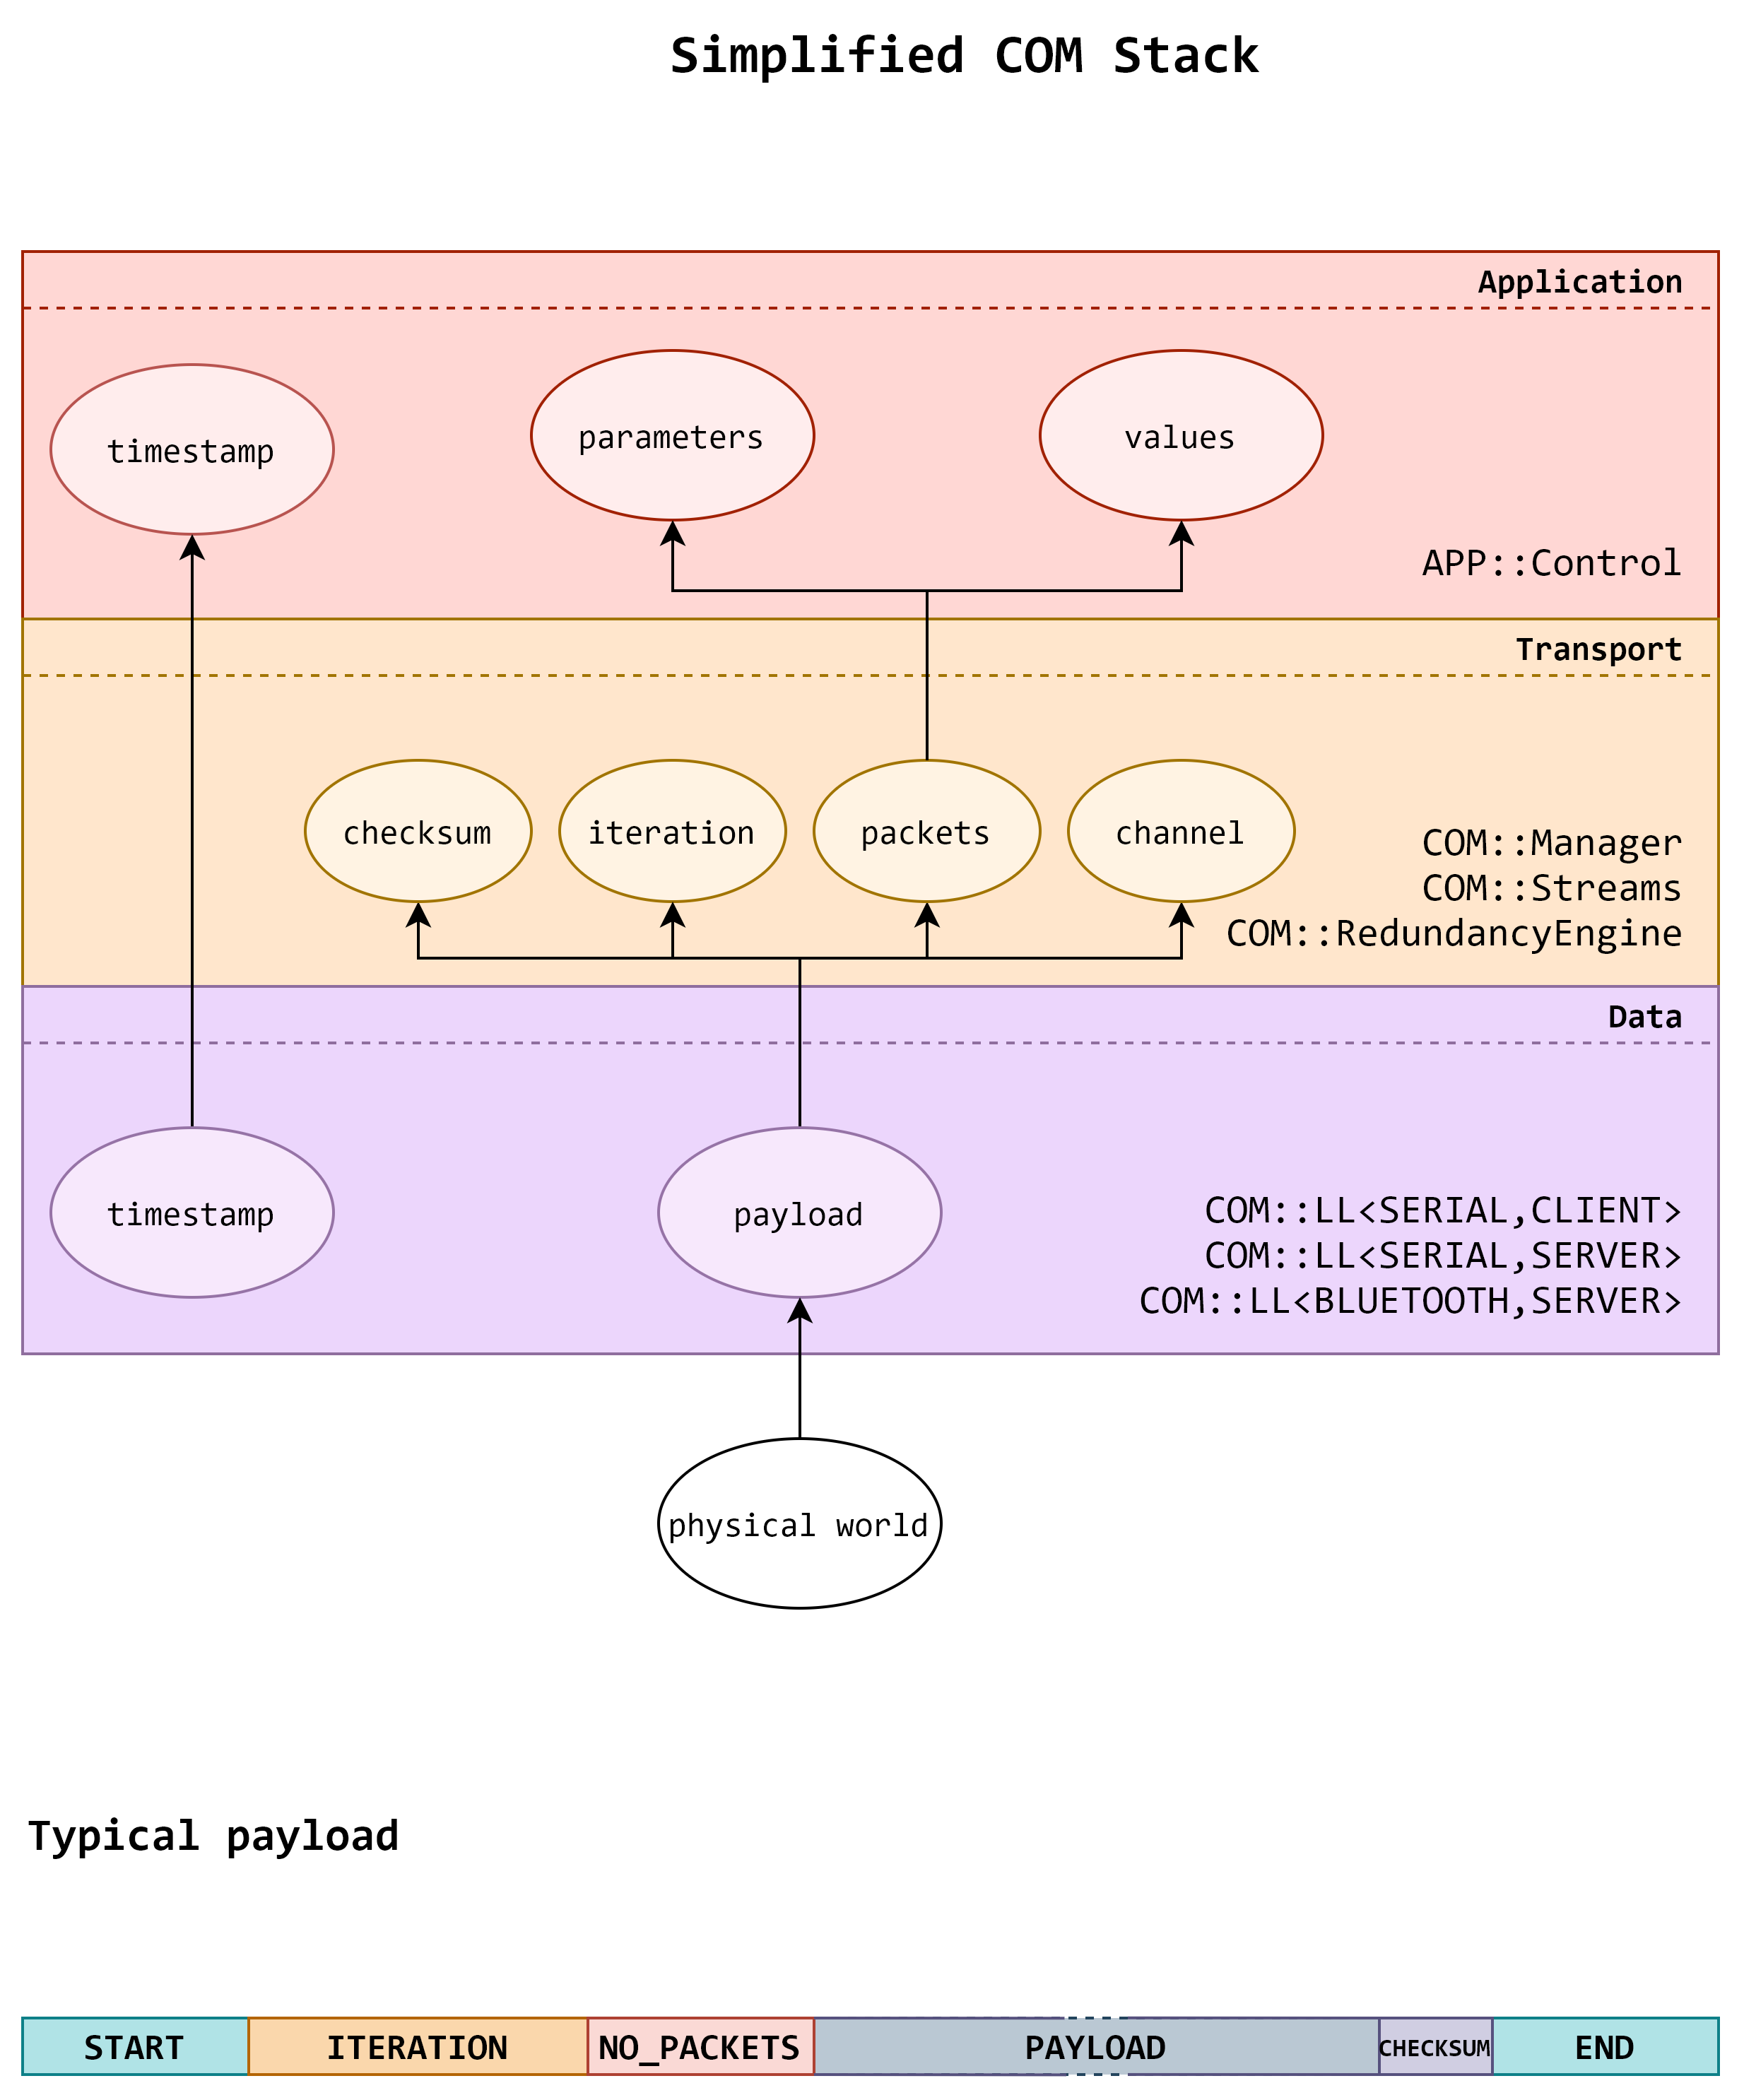 Simplified COM Stack
Application
timestamp
parameters
values
APP::Control
Transport
checksum
iteration
packets
channel
COM::Manager
COM::Streams
COM::RedundancyEngine
Data
timestamp
payload
COM::LL<SERIAL,CLIENT>
COM::LL<SERIAL,SERVER>
COM::LL<BLUETOOTH,SERVER>
physical world
Typical payload
START
ITERATION
NO_PACKETS
PAYLOAD
CHECKSUM
END